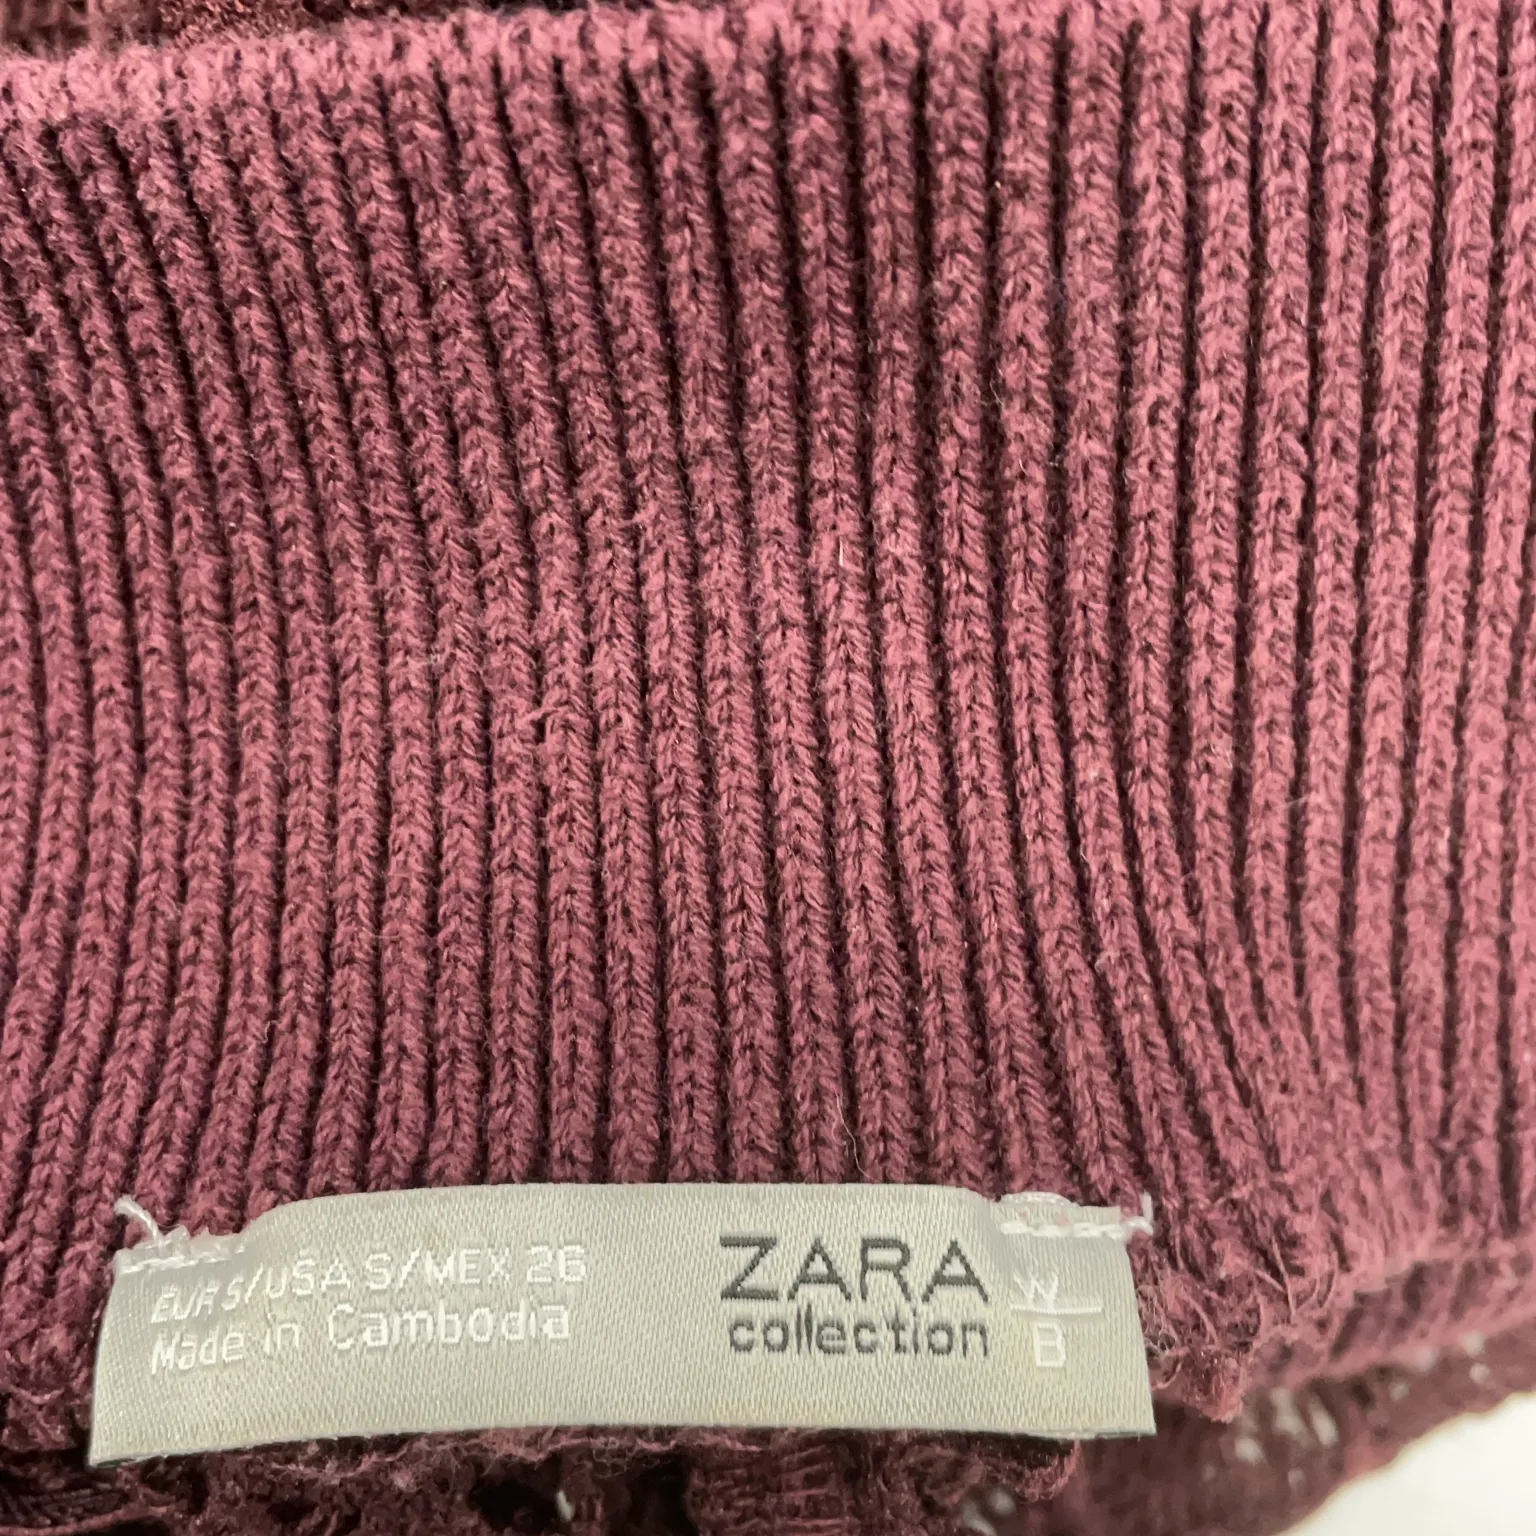 EUR S/USA S/MEX 26
Made in Cambodia
ZARA
collection
W
B